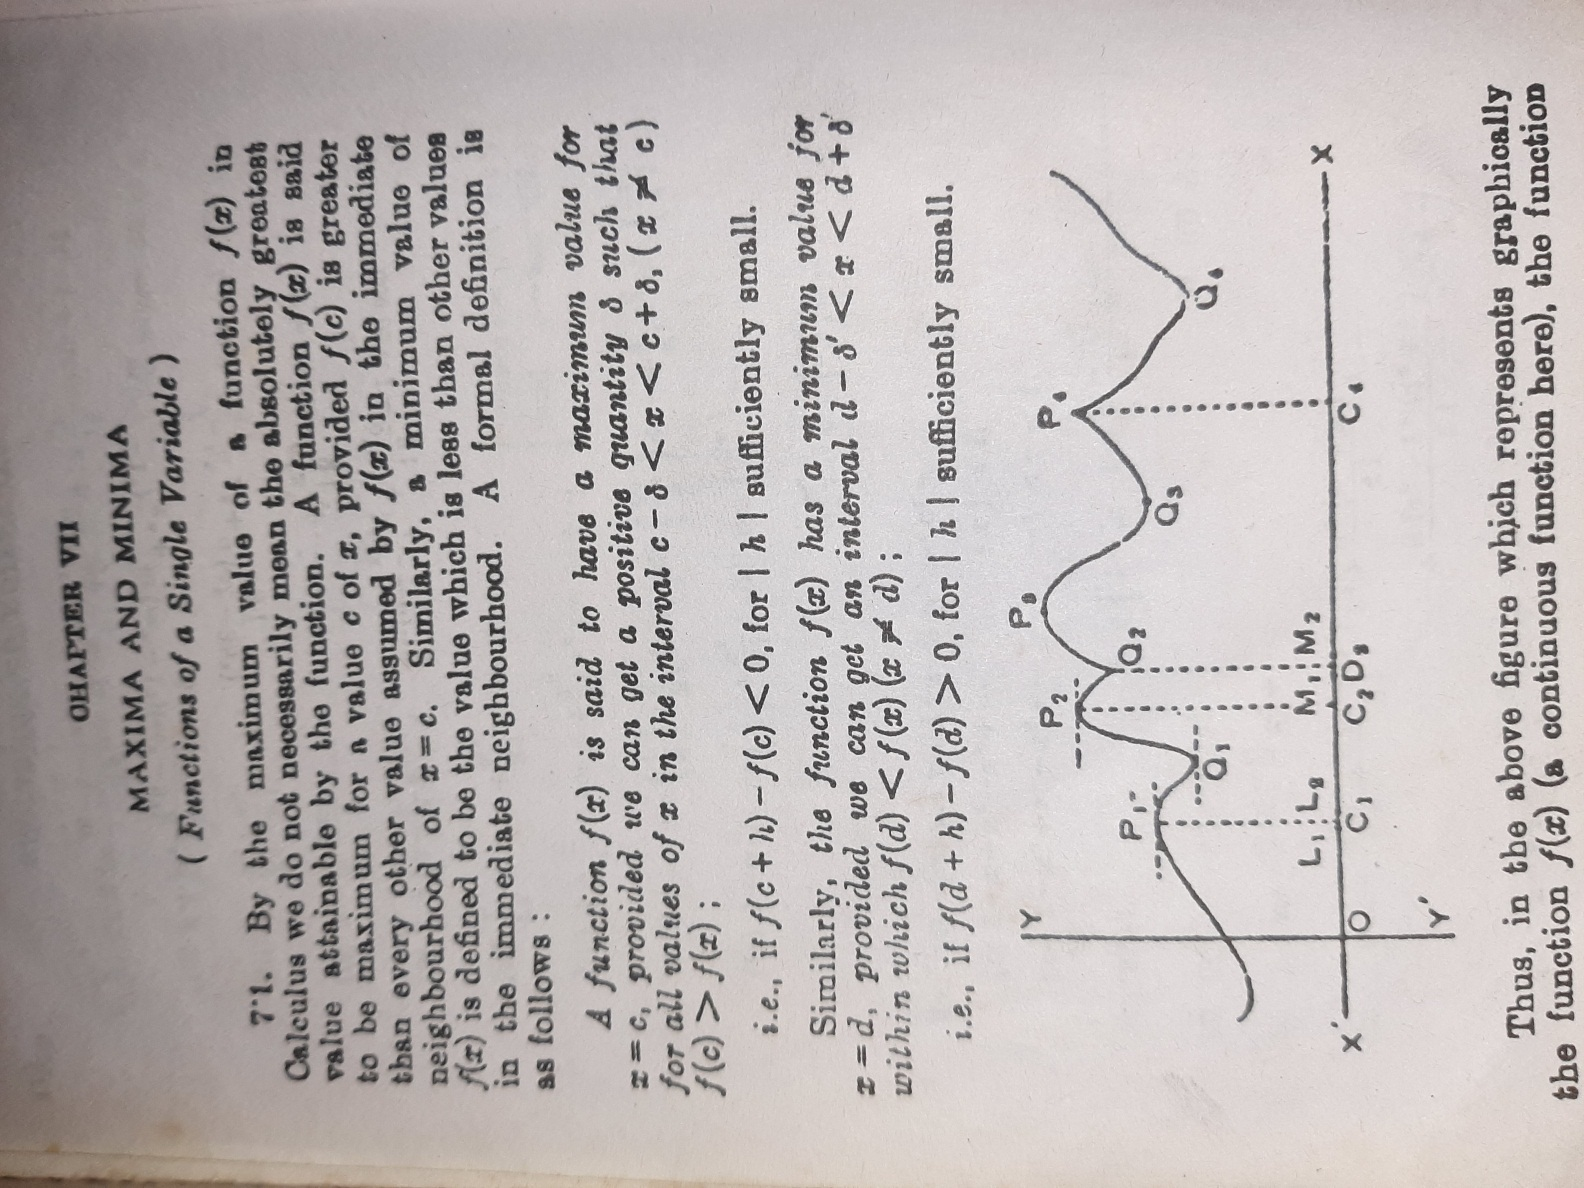 CHAPTER VII
MAXIMA AND MINIMA
( Functions of a Single Variable )
7·1. By the maximum value of a function f(x) in
Calculus we do not necessarily mean the absolutely greatest
value attainable by the function. A function f(x) is said
to be maximum for a value c of x, provided f(c) is greater
than every other value assumed by f(x) in the immediate
neighbourhood of x = c. Similarly, a minimum value of
f(x) is defined to be the value which is less than other values
in the immediate neighbourhood. A formal definition is
as follows :
A function f(x) is said to have a maximum value for
x = c, provided we can get a positive quantity δ such that
for all values of x in the interval c − δ < x < c + δ, ( x ≠ c )
f(c) > f(x) ;
i.e., if f(c + h) − f(c) < 0, for | h | sufficiently small.
Similarly, the function f(x) has a minimum value for
x = d, provided we can get an interval d − δ′ < x < d + δ′
within which f(d) < f(x) (x ≠ d) ;
i.e., if f(d + h) − f(d) > 0, for | h | sufficiently small.
Y
P₁ P₂ P₃ P₄
Q₁ Q₂ Q₃ Q₄
L₁ L₂ M₁ M₂
X′ O C₁ C₂ D₂ C₄ X
Y′
Thus, in the above figure which represents graphically
the function f(x) (a continuous function here), the function